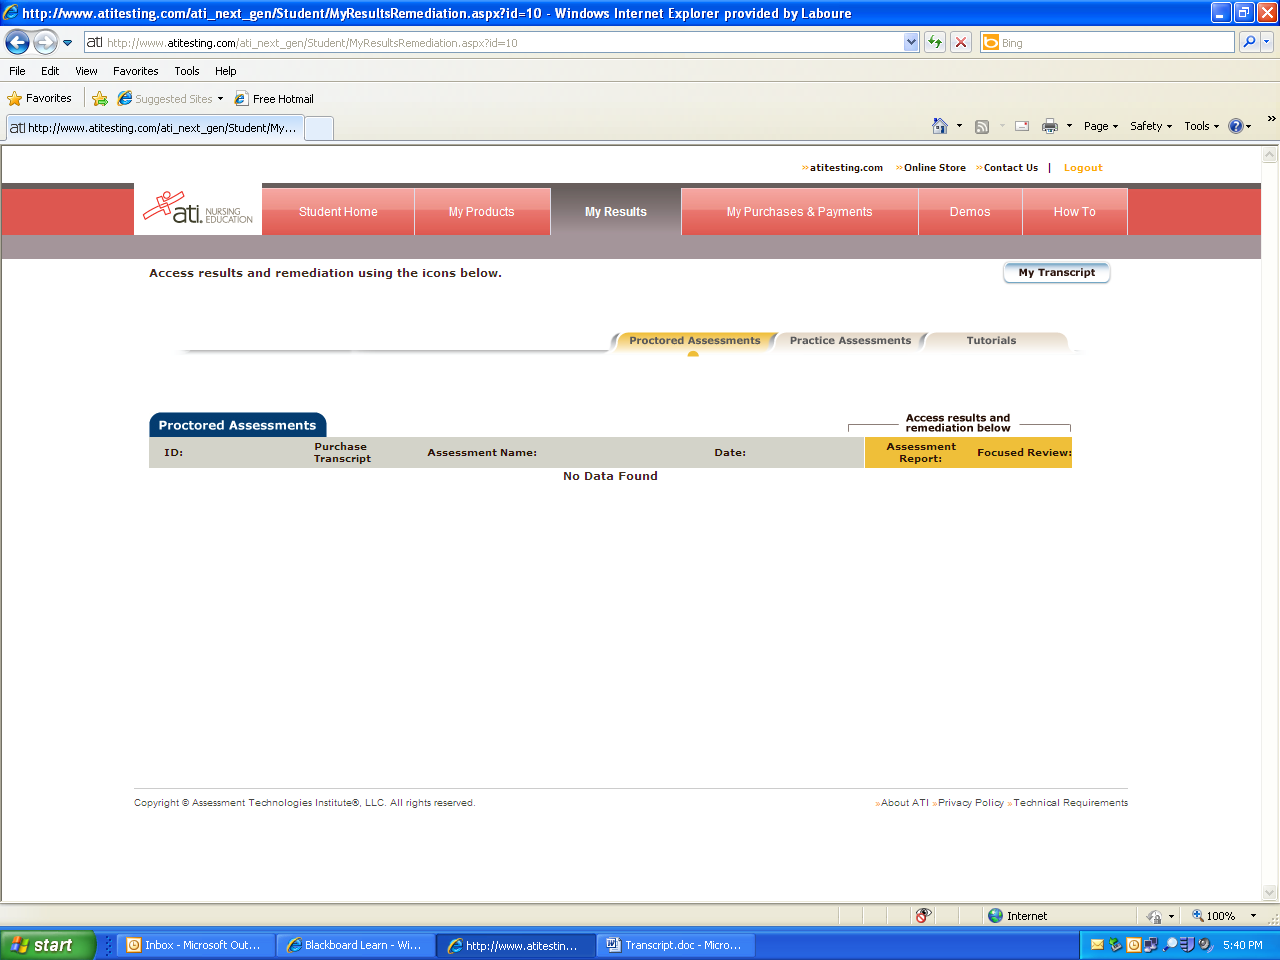 http://www.atitesting.com/ati_next_gen/Student/MyResultsRemediation.aspx?id=10 - Windows Internet Explorer provided by Laboure
ati http://www.atitesting.com/ati_next_gen/Student/MyResultsRemediation.aspx?id=10 Bing
File Edit View Favorites Tools Help
Favorites Suggested Sites Free Hotmail
ati http://www.atitesting.com/ati_next_gen/Student/My... Page Safety Tools
»atitesting.com »Online Store »Contact Us | Logout
ati. NURSING EDUCATION
Student Home My Products My Results My Purchases & Payments Demos How To
Access results and remediation using the icons below. My Transcript
Proctored Assessments Practice Assessments Tutorials
Proctored Assessments
Access results and
remediation below
ID: Purchase Transcript Assessment Name: Date: Assessment Report: Focused Review:
No Data Found
Copyright © Assessment Technologies Institute®, LLC. All rights reserved. »About ATI »Privacy Policy »Technical Requirements
Internet 100%
start Inbox - Microsoft Out... Blackboard Learn - Wi... http://www.atitestin... Transcript.doc - Micro... 5:40 PM